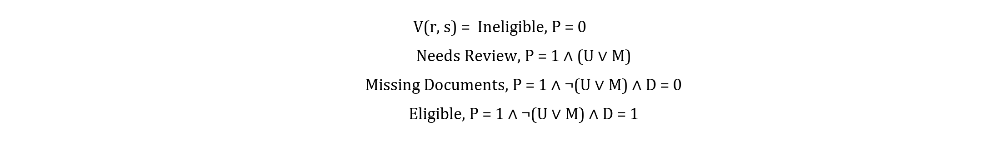 V(r, s) = Ineligible, P = 0
Needs Review, P = 1 ∧ (U ∨ M)
Missing Documents, P = 1 ∧ ¬(U ∨ M) ∧ D = 0
Eligible, P = 1 ∧ ¬(U ∨ M) ∧ D = 1